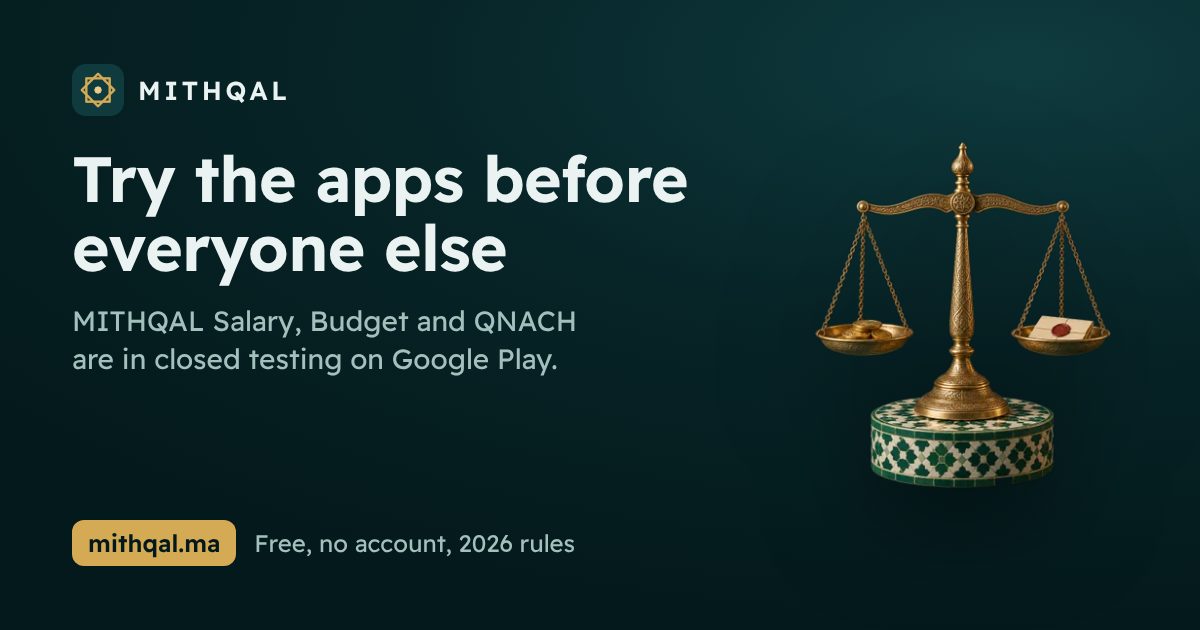 MITHQAL
Try the apps before
everyone else
MITHQAL Salary, Budget and QNACH
are in closed testing on Google Play.
mithqal.ma
Free, no account, 2026 rules